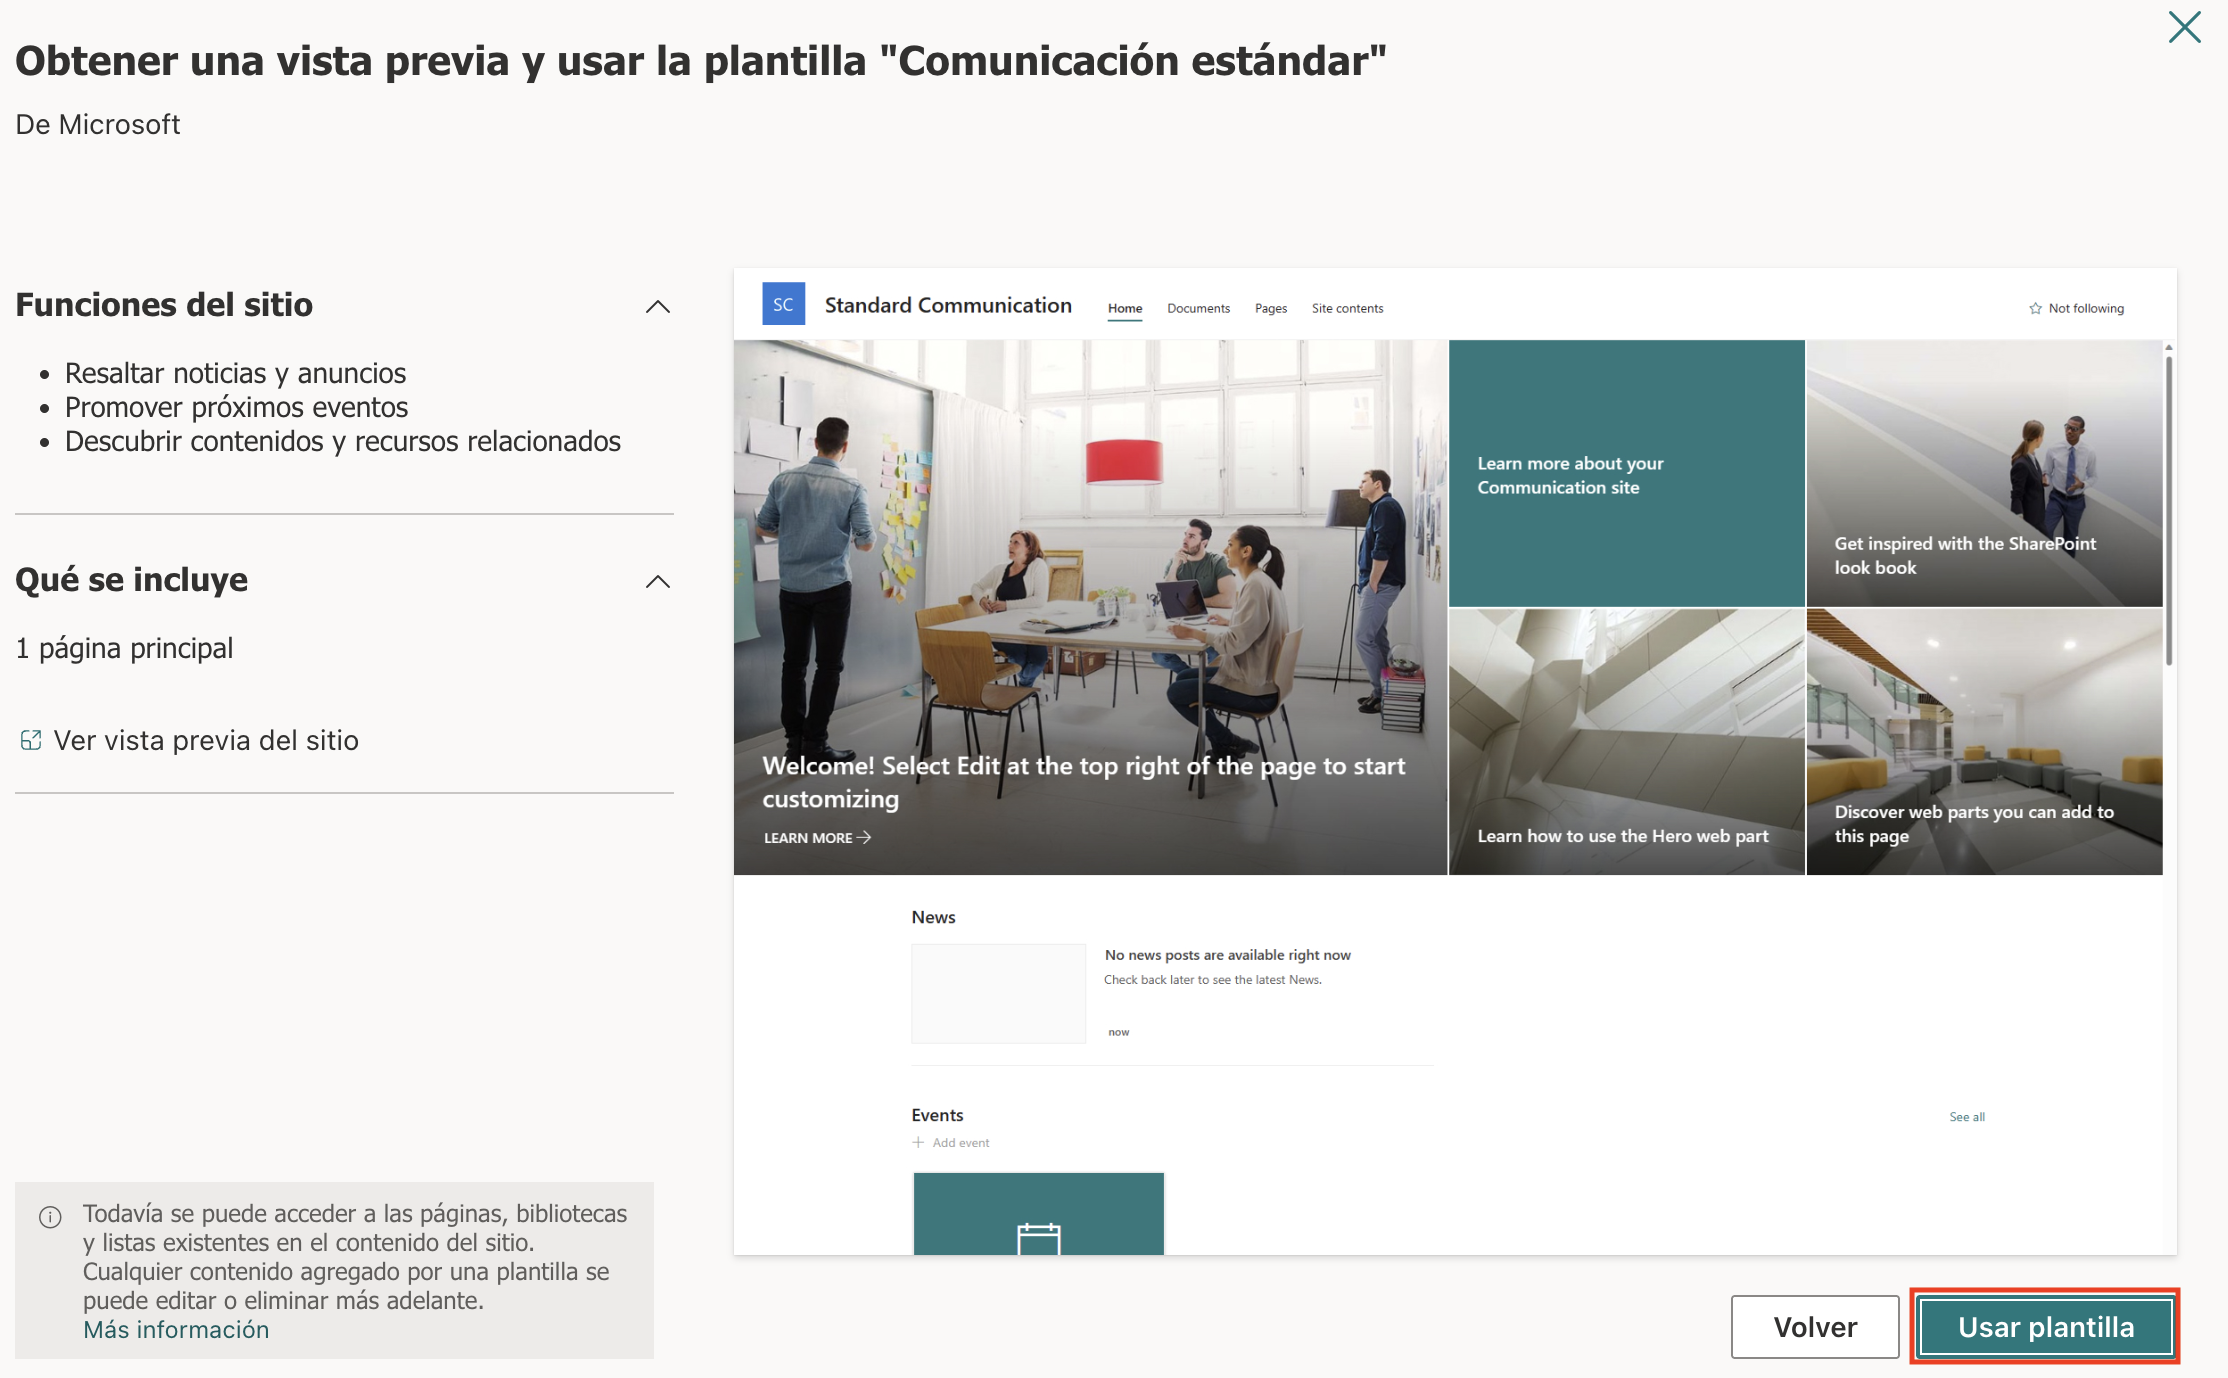 Obtener una vista previa y usar la plantilla "Comunicación estándar"
De Microsoft
Funciones del sitio
• Resaltar noticias y anuncios
• Promover próximos eventos
• Descubrir contenidos y recursos relacionados
Qué se incluye
1 página principal
Ver vista previa del sitio
Todavía se puede acceder a las páginas, bibliotecas
y listas existentes en el contenido del sitio.
Cualquier contenido agregado por una plantilla se
puede editar o eliminar más adelante.
Más información
SC Standard Communication Home Documents Pages Site contents Not following
Welcome! Select Edit at the top right of the page to start
customizing
LEARN MORE
Learn more about your
Communication site
Get inspired with the SharePoint
look book
Learn how to use the Hero web part
Discover web parts you can add to
this page
News
No news posts are available right now
Check back later to see the latest News.
now
Events
See all
+ Add event
Volver
Usar plantilla